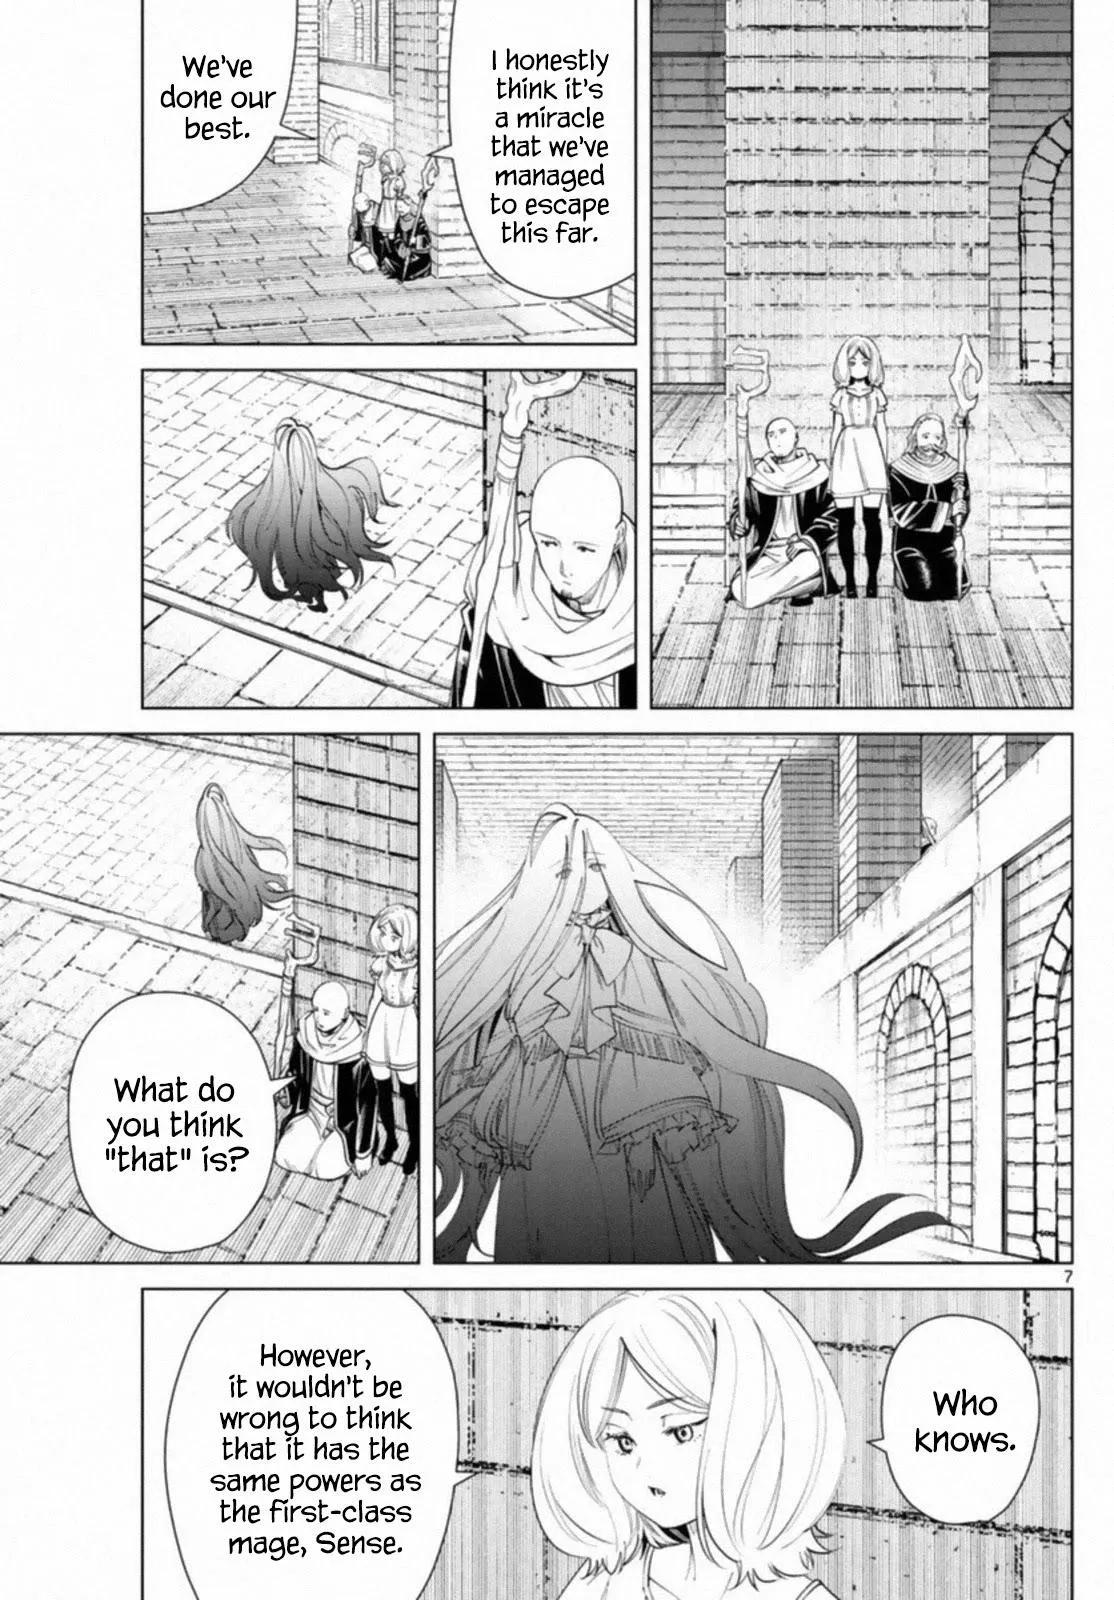 I honestly
think it's
a miracle
that we've
managed
to escape
this far.
We've
done our
best.
What do
you think
"that" is?
7
Who
knows.
However,
it wouldn't be
wrong to think
that it has the
same powers as
the first-class
mage, Sense.